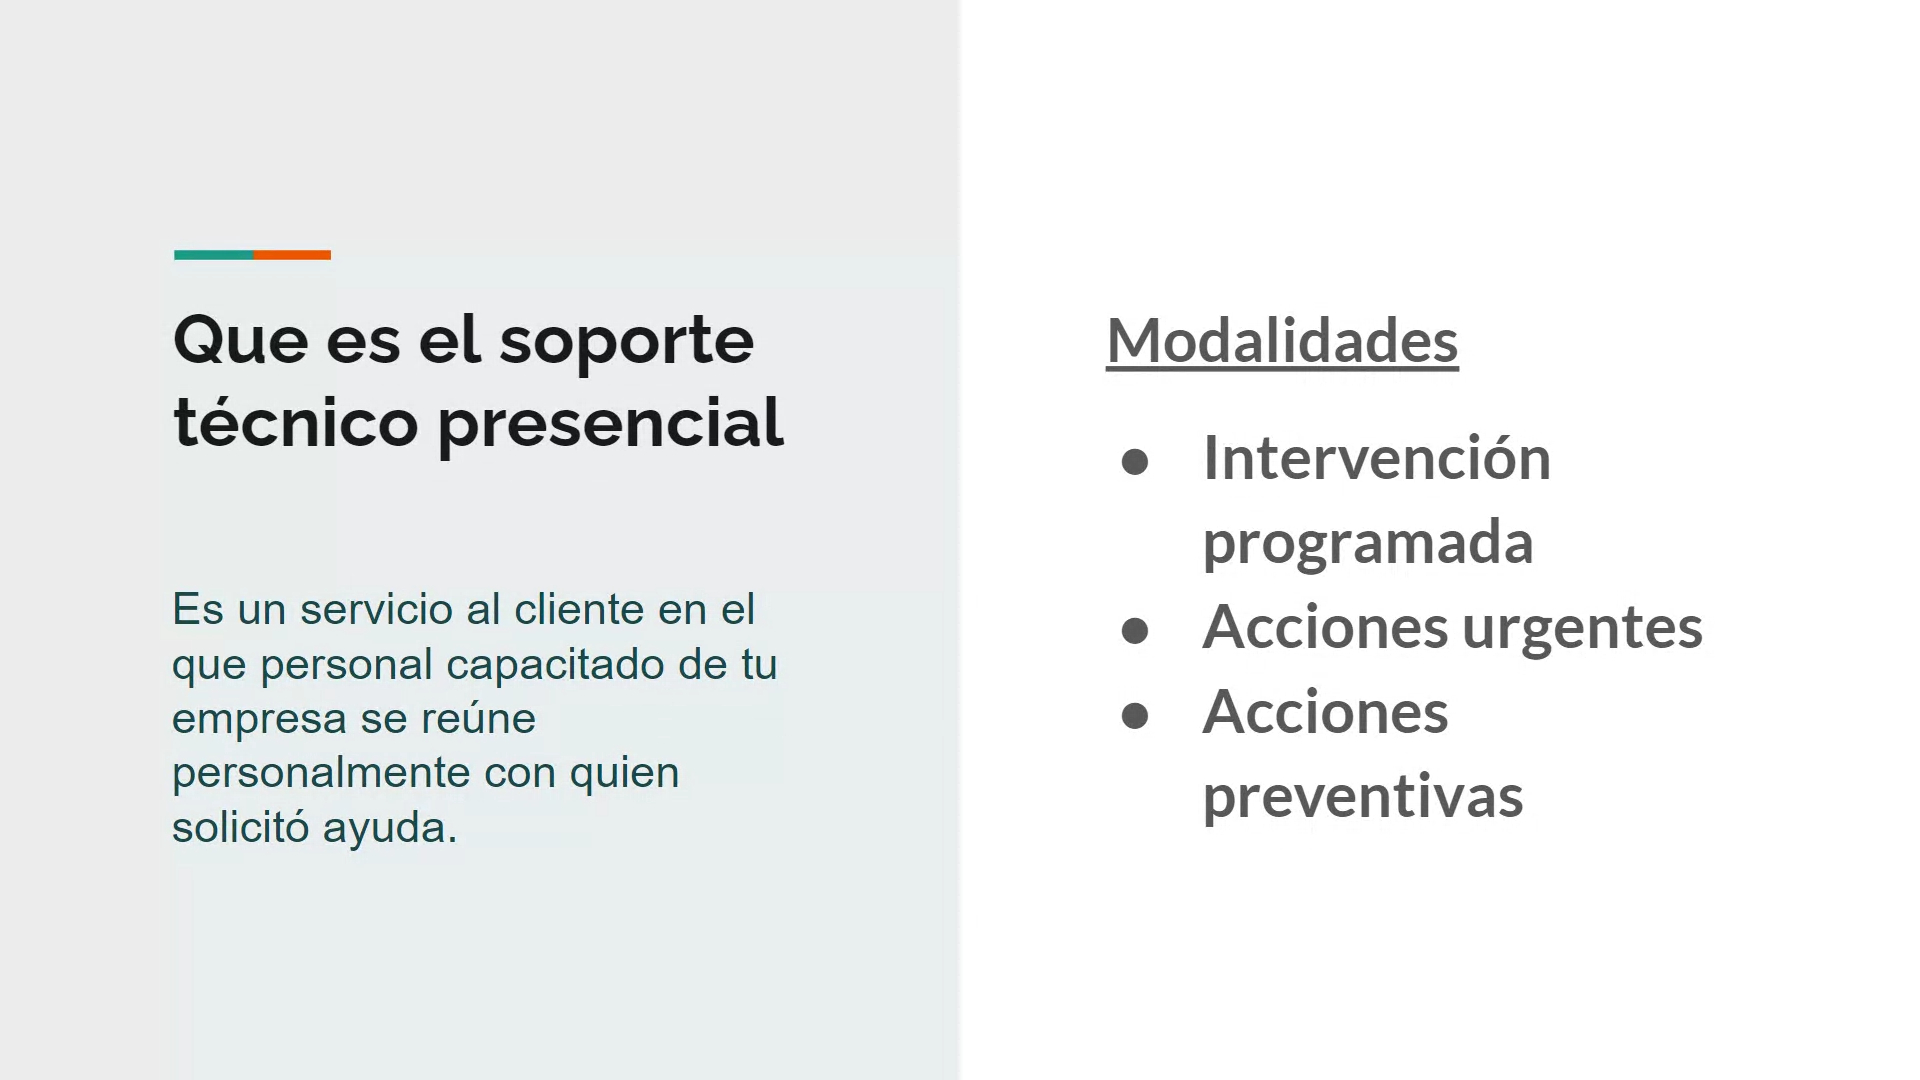 Que es el soporte
técnico presencial
Es un servicio al cliente en el
que personal capacitado de tu
empresa se reúne
personalmente con quien
solicitó ayuda.
Modalidades
● Intervención
programada
● Acciones urgentes
● Acciones
preventivas